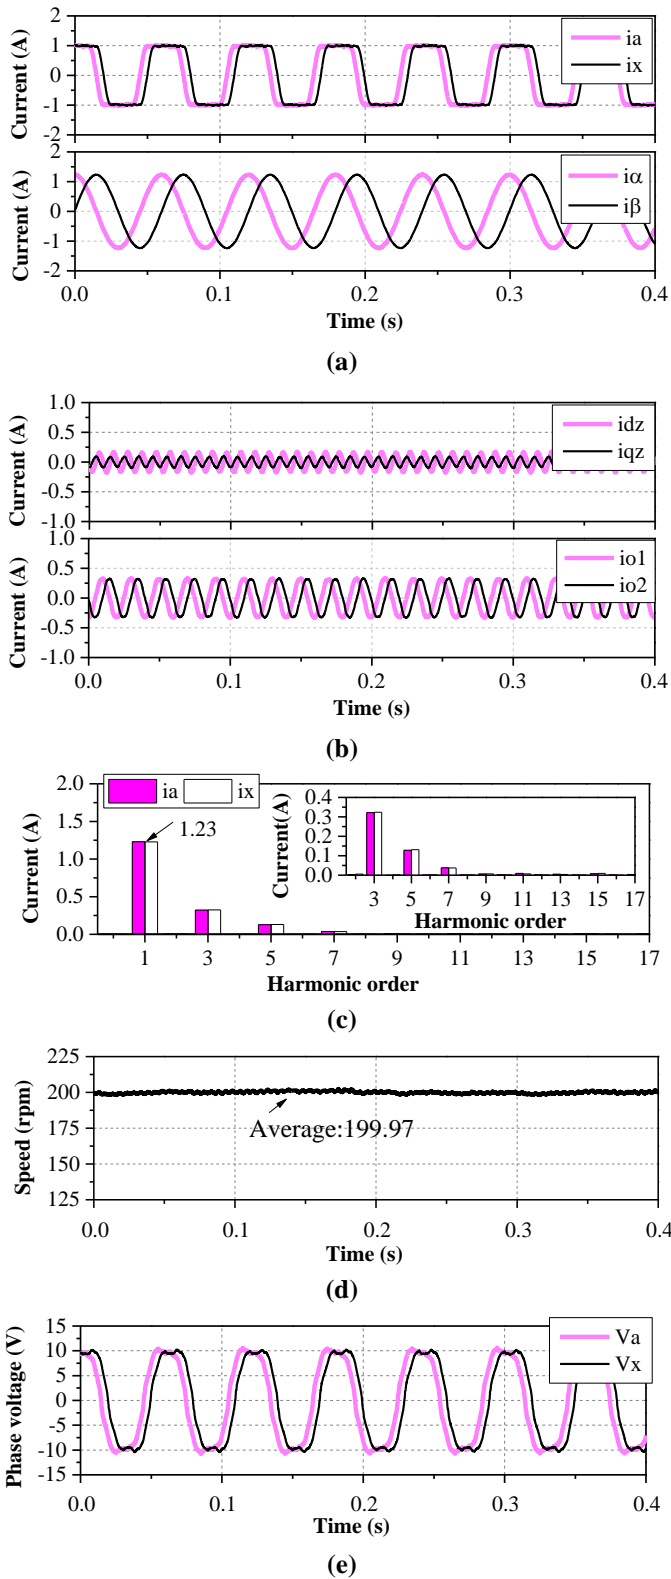 2
1
0
-1
-2
Current (A)
ia
ix
2
1
0
-1
-2
Current (A)
iα
iβ
0.0 0.1 0.2 0.3 0.4
Time (s)
(a)
1.0
0.5
0.0
-0.5
-1.0
Current (A)
idz
iqz
1.0
0.5
0.0
-0.5
-1.0
Current (A)
io1
io2
0.0 0.1 0.2 0.3 0.4
Time (s)
(b)
2.0
1.5
1.0
0.5
0.0
Current (A)
ia ix
1.23
0.4
0.3
0.2
0.1
0.0
Current(A)
3 5 7 9 11 13 15 17
Harmonic order
1 3 5 7 9 11 13 15 17
Harmonic order
(c)
225
200
175
150
125
Speed (rpm)
Average:199.97
0.0 0.1 0.2 0.3 0.4
Time (s)
(d)
15
10
5
0
-5
-10
-15
Phase voltage (V)
Va
Vx
0.0 0.1 0.2 0.3 0.4
Time (s)
(e)